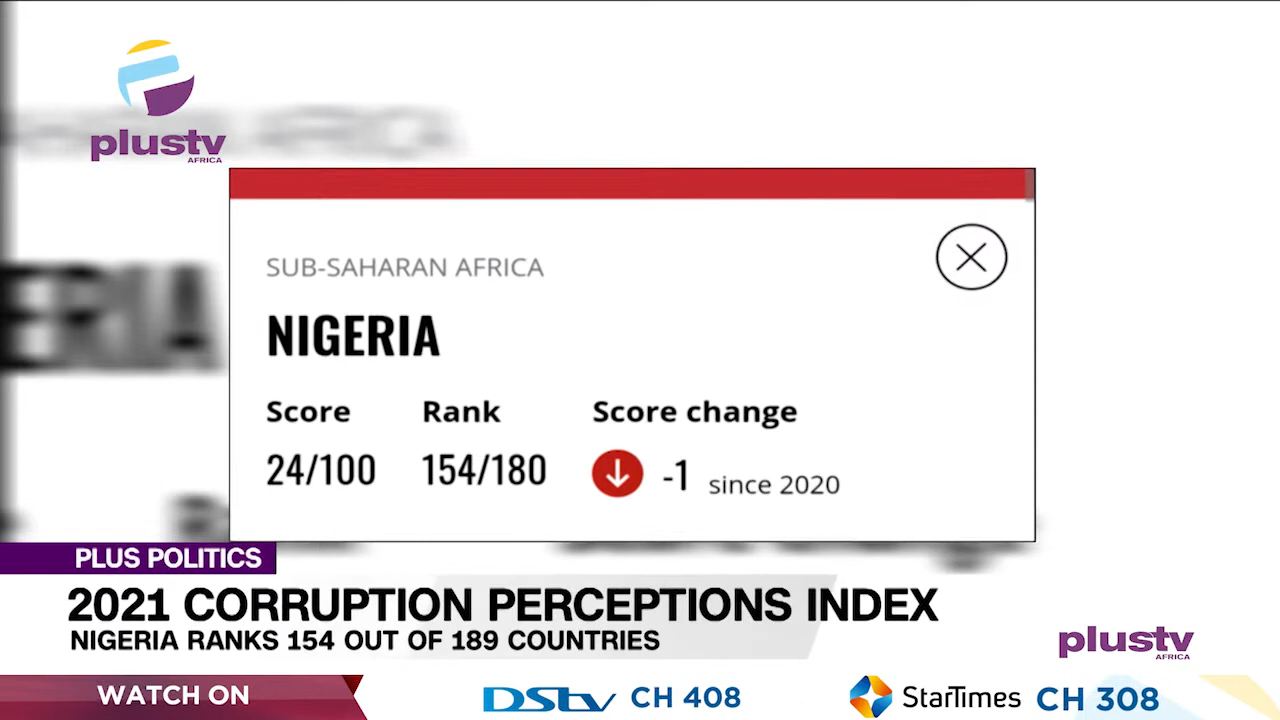 plustv
AFRICA
SUB-SAHARAN AFRICA
NIGERIA
Score Rank Score change
24/100 154/180 -1 since 2020
PLUS POLITICS
2021 CORRUPTION PERCEPTIONS INDEX
NIGERIA RANKS 154 OUT OF 189 COUNTRIES
plustv
AFRICA
WATCH ON DStv CH 408 StarTimes CH 308